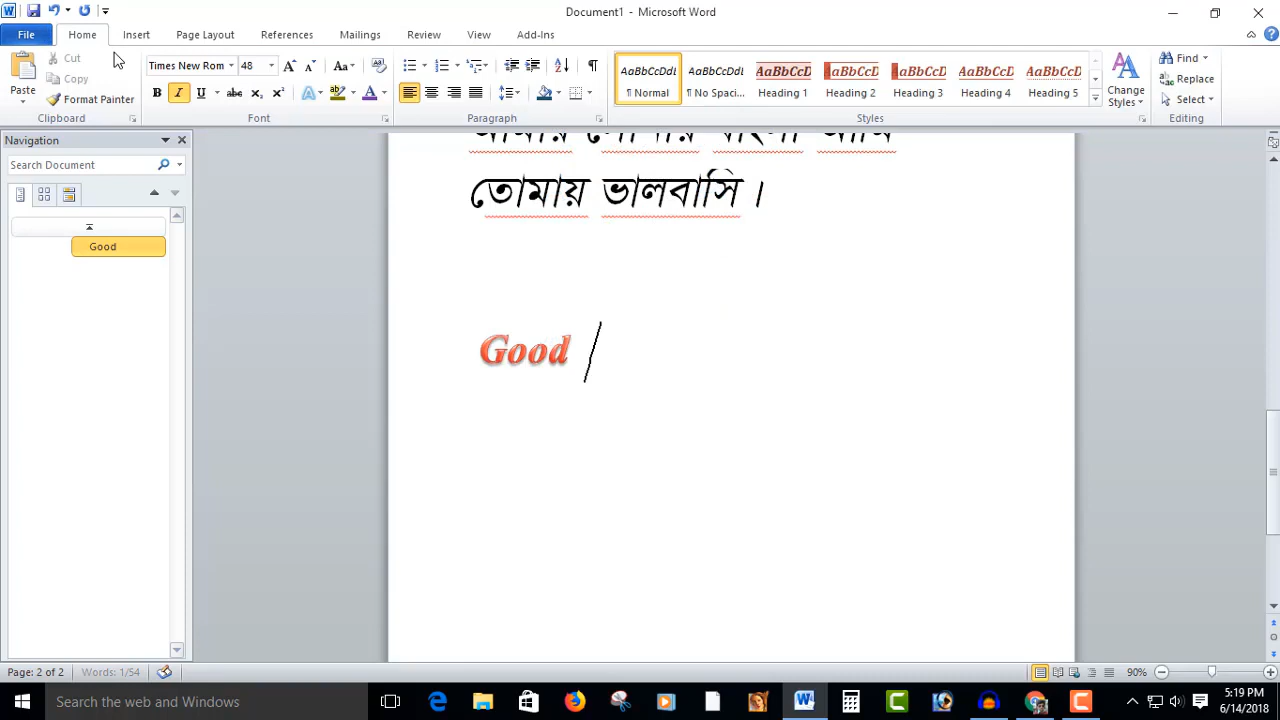 Document1 - Microsoft Word
File Home Insert Page Layout References Mailings Review View Add-Ins
Paste
Cut
Copy
Format Painter
Clipboard
Times New Rom 48
Font
Paragraph
AaBbCcDdI AaBbCcDdI AaBbCcD AaBbCcD AaBbCcD AaBbCcD AaBbCcD
¶ Normal ¶ No Spaci... Heading 1 Heading 2 Heading 3 Heading 4 Heading 5
Change Styles
Styles
Find
Replace
Select
Editing
Navigation
Search Document
Good
আমায় সোনার বাংলা আমি
তোমায় ভালবাসি ।
Good
Page: 2 of 2 Words: 1/54 90%
Search the web and Windows
5:19 PM
6/14/2018